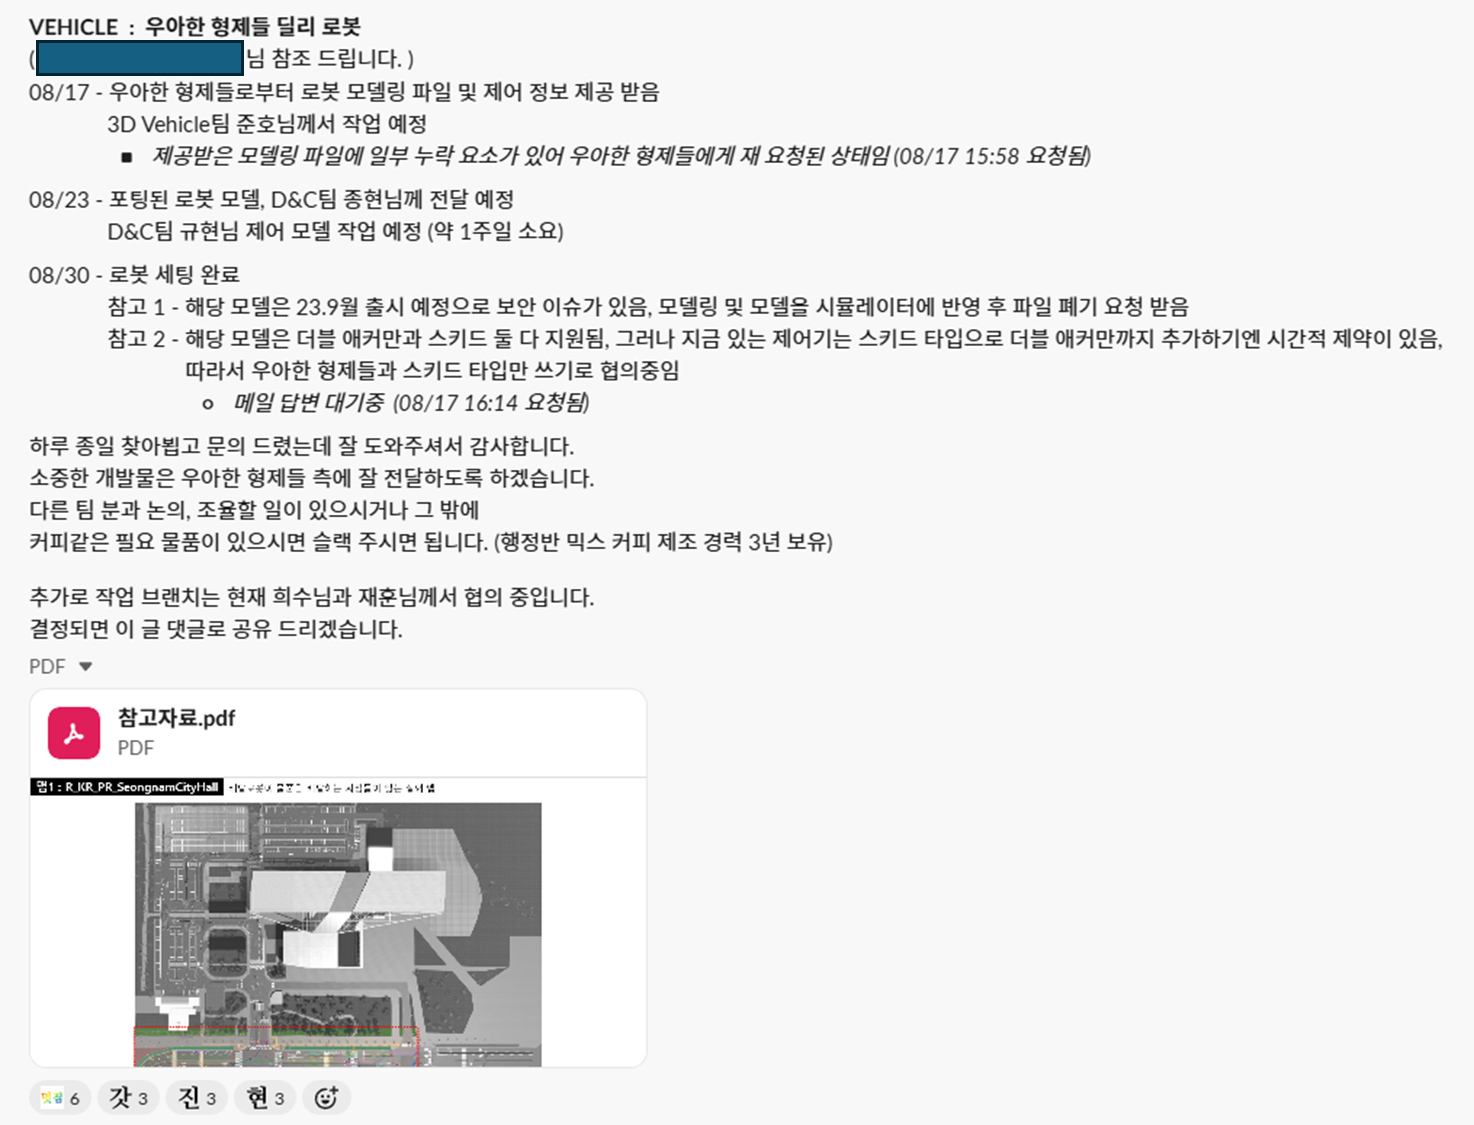 VEHICLE : 우아한 형제들 딜리 로봇
( 님 참조 드립니다. )
08/17 - 우아한 형제들로부터 로봇 모델링 파일 및 제어 정보 제공 받음
3D Vehicle팀 준호님께서 작업 예정
■ 제공받은 모델링 파일에 일부 누락 요소가 있어 우아한 형제들에게 재 요청된 상태임 (08/17 15:58 요청됨)
08/23 - 포팅된 로봇 모델, D&C팀 종현님께 전달 예정
D&C팀 규현님 제어 모델 작업 예정 (약 1주일 소요)
08/30 - 로봇 세팅 완료
참고 1 - 해당 모델은 23.9월 출시 예정으로 보안 이슈가 있음, 모델링 및 모델을 시뮬레이터에 반영 후 파일 폐기 요청 받음
참고 2 - 해당 모델은 더블 애커만과 스키드 둘 다 지원됨, 그러나 지금 있는 제어기는 스키드 타입으로 더블 애커만까지 추가하기엔 시간적 제약이 있음,
따라서 우아한 형제들과 스키드 타입만 쓰기로 협의중임
○ 메일 답변 대기중 (08/17 16:14 요청됨)
하루 종일 찾아뵙고 문의 드렸는데 잘 도와주셔서 감사합니다.
소중한 개발물은 우아한 형제들 측에 잘 전달하도록 하겠습니다.
다른 팀 분과 논의, 조율할 일이 있으시거나 그 밖에
커피같은 필요 물품이 있으시면 슬랙 주시면 됩니다. (행정반 믹스 커피 제조 경력 3년 보유)
추가로 작업 브랜치는 현재 희수님과 재훈님께서 협의 중입니다.
결정되면 이 글 댓글로 공유 드리겠습니다.
PDF
참고자료.pdf
PDF
맵1 : R_KR_PR_SeongnamCityHall
멋짐 6 갓 3 진 3 현 3